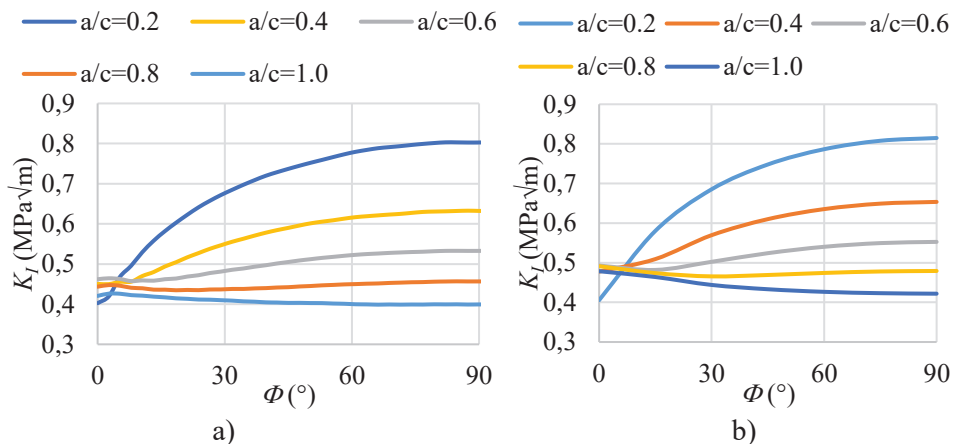 a/c=0.2 a/c=0.4 a/c=0.6
a/c=0.8 a/c=1.0
K_I (MPa√m)
0,9
0,8
0,7
0,6
0,5
0,4
0,3
0 30 60 90
Φ (°)
a)
a/c=0.2 a/c=0.4 a/c=0.6
a/c=0.8 a/c=1.0
K_I (MPa√m)
0,9
0,8
0,7
0,6
0,5
0,4
0,3
0 30 60 90
Φ (°)
b)